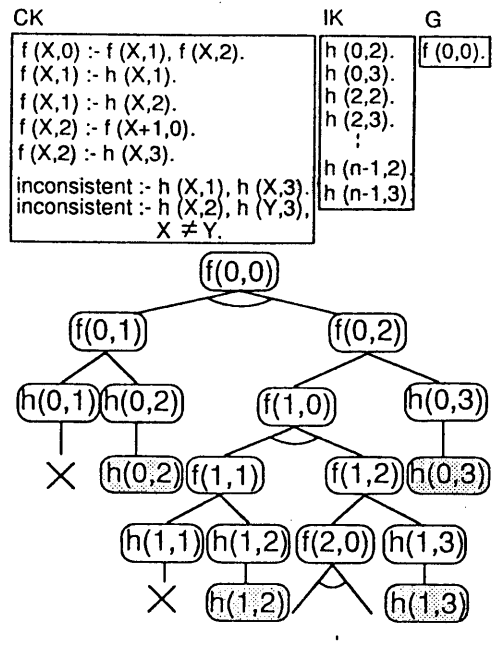 CK IK G
f (X,0) :- f (X,1), f (X,2).
f (X,1) :- h (X,1).
f (X,1) :- h (X,2).
f (X,2) :- f (X+1,0).
f (X,2) :- h (X,3).
inconsistent :- h (X,1), h (X,3).
inconsistent :- h (X,2), h (Y,3),
X ≠ Y.
h (0,2).
h (0,3).
h (2,2).
h (2,3).
h (n-1,2).
h (n-1,3).
f (0,0).
f(0,0)
f(0,1) f(0,2)
h(0,1) h(0,2) f(1,0) h(0,3)
h(0,2) f(1,1) f(1,2) h(0,3)
h(1,1) h(1,2) f(2,0) h(1,3)
h(1,2) h(1,3)